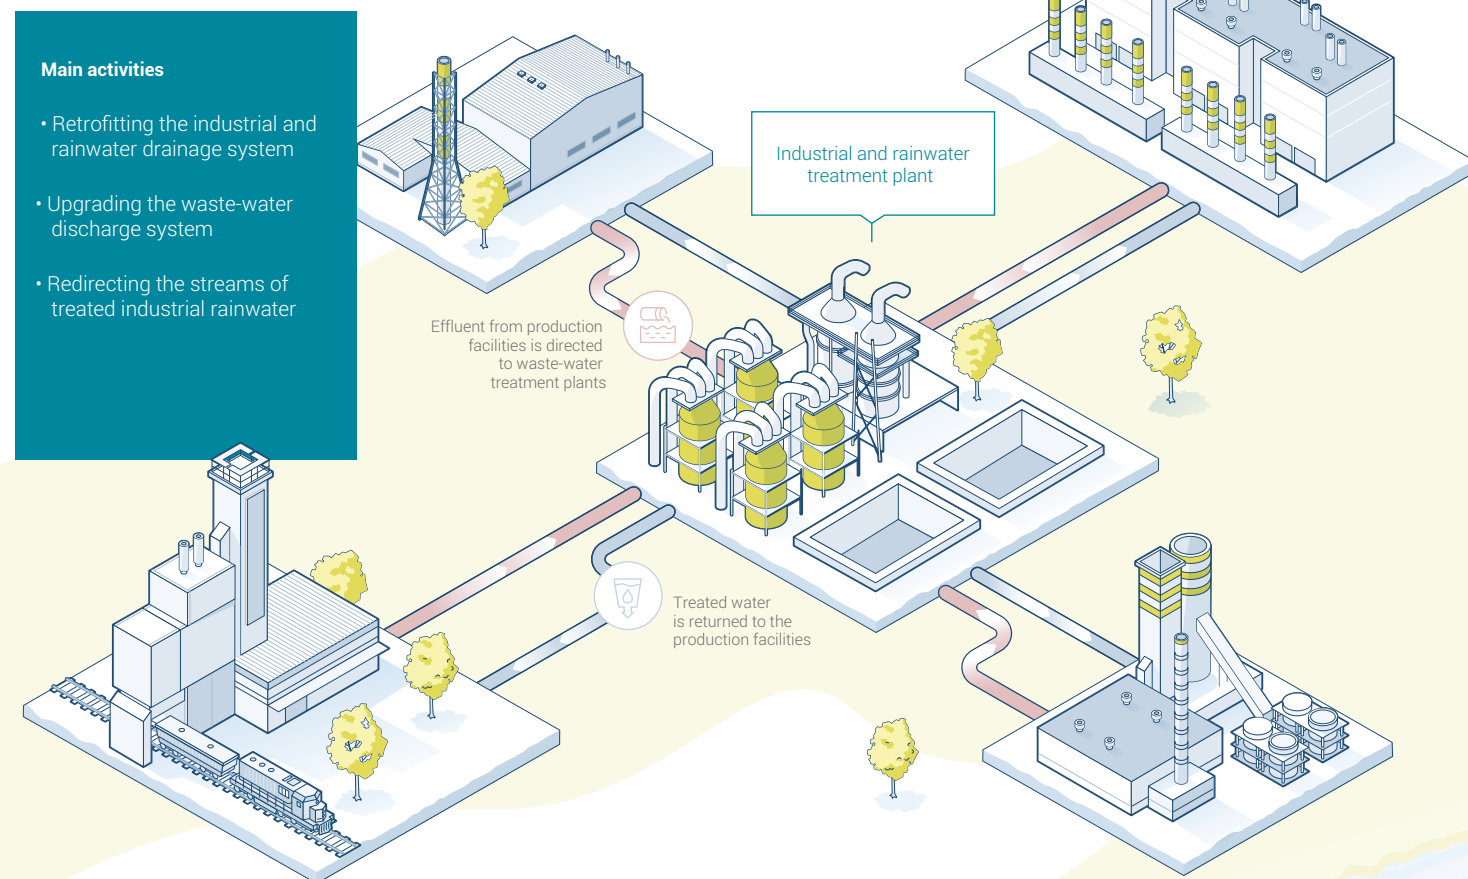 Main activities
• Retrofitting the industrial and
rainwater drainage system
• Upgrading the waste-water
discharge system
• Redirecting the streams of
treated industrial rainwater
Industrial and rainwater
treatment plant
Effluent from production
facilities is directed
to waste-water
treatment plants
Treated water
is returned to the
production facilities